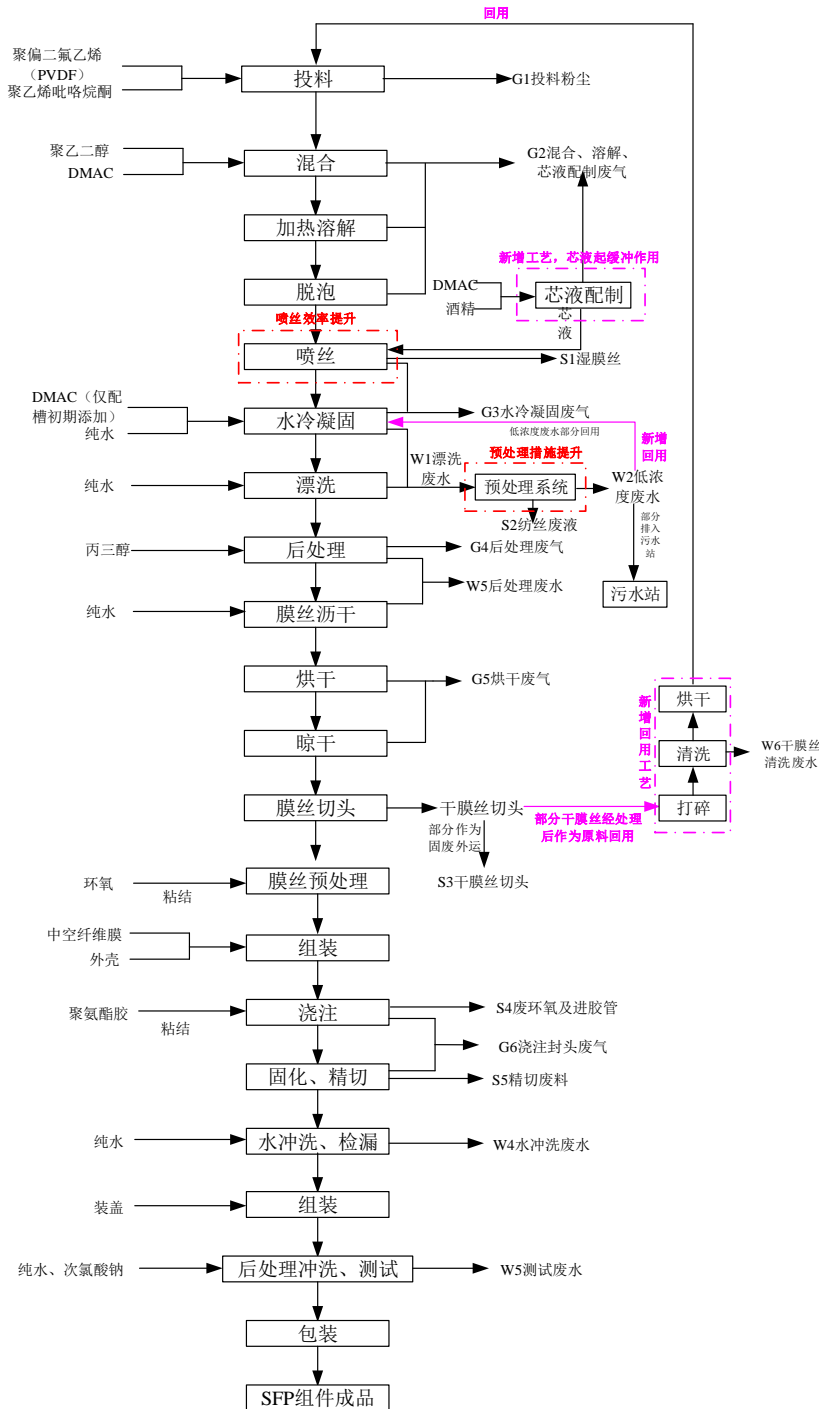 回用
聚偏二氟乙烯
（PVDF）
聚乙烯吡咯烷酮
投料
G1投料粉尘
聚乙二醇
DMAC
混合
G2混合、溶解、
芯液配制废气
加热溶解
新增工艺，芯液起缓冲作用
脱泡
DMAC
酒精
芯液配制
芯
液
喷丝效率提升
喷丝
S1湿膜丝
DMAC（仅配
槽初期添加）
纯水
水冷凝固
G3水冷凝固废气
低浓度废水部分回用
新增
回用
W1漂洗
废水
预处理措施提升
纯水
漂洗
预处理系统
W2低浓
度废水
S2纺丝废液
部分
排入
污水
站
丙三醇
后处理
G4后处理废气
W5后处理废水
污水站
纯水
膜丝沥干
烘干
G5烘干废气
晾干
新
增
回
用
工
艺
烘干
清洗
W6干膜丝
清洗废水
打碎
膜丝切头
干膜丝切头
部分干膜丝经处理
后作为原料回用
部分作为
固废外运
S3干膜丝切头
环氧
粘结
膜丝预处理
中空纤维膜
外壳
组装
聚氨酯胶
粘结
浇注
S4废环氧及进胶管
G6浇注封头废气
固化、精切
S5精切废料
纯水
水冲洗、检漏
W4水冲洗废水
装盖
组装
纯水、次氯酸钠
后处理冲洗、测试
W5测试废水
包装
SFP组件成品